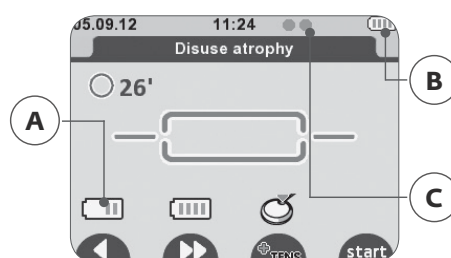 05.09.12 11:24
B
Disuse atrophy
26'
A
C
TENS
start